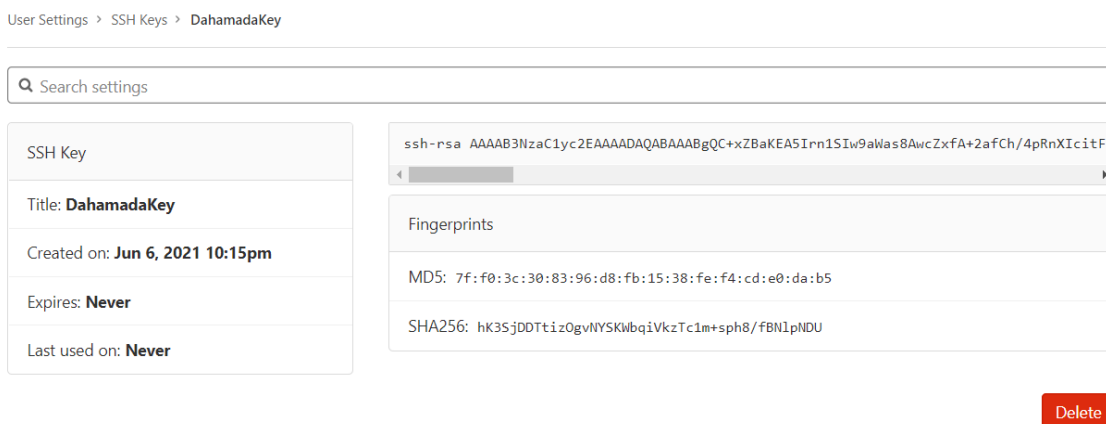 User Settings > SSH Keys > DahamadaKey
Search settings
SSH Key
Title: DahamadaKey
Created on: Jun 6, 2021 10:15pm
Expires: Never
Last used on: Never
ssh-rsa AAAAB3NzaC1yc2EAAAADAQABAAABgQC+xZBaKEA5Irn1SIw9aWas8AwcZxfA+2afCh/4pRnXIcitF
Fingerprints
MD5: 7f:f0:3c:30:83:96:d8:fb:15:38:fe:f4:cd:e0:da:b5
SHA256: hK3SjDDTtizOgvNYSKWbqiVkzTc1m+sph8/fBNlpNDU
Delete